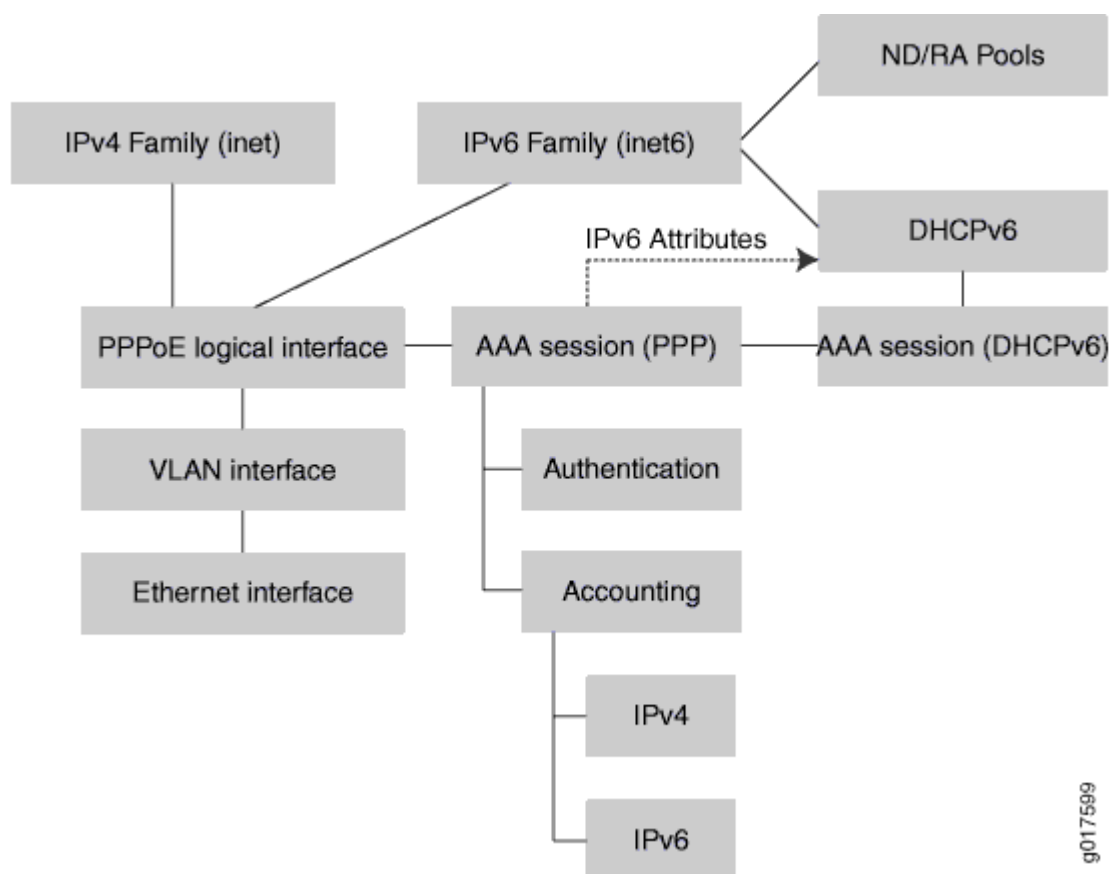 ND/RA Pools
IPv4 Family (inet)
IPv6 Family (inet6)
IPv6 Attributes
DHCPv6
PPPoE logical interface
AAA session (PPP)
AAA session (DHCPv6)
VLAN interface
Authentication
Ethernet interface
Accounting
IPv4
IPv6
g017599